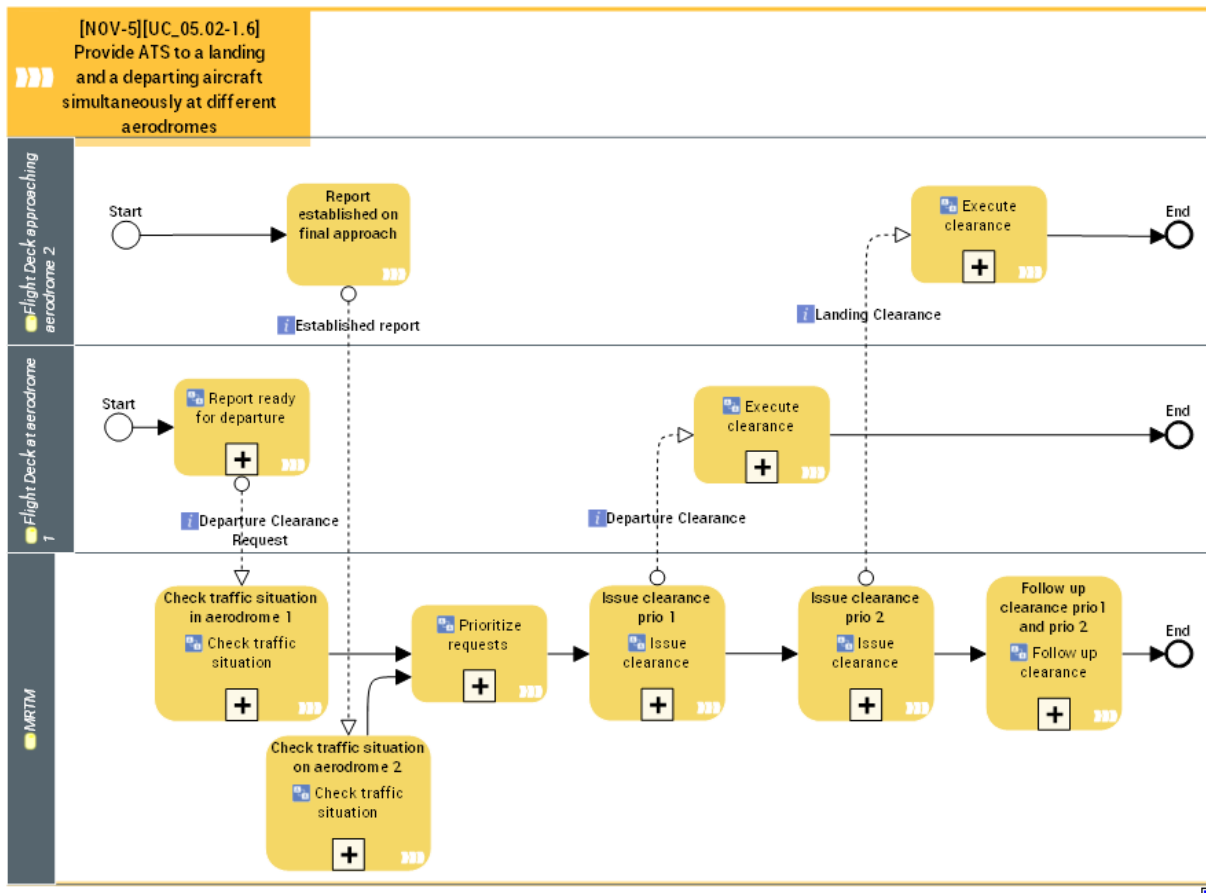 [NOV-5][UC_05.02-1.6]
Provide ATS to a landing
and a departing aircraft
simultaneously at different
aerodromes
Flight Deck approaching
aerodrome 2
Start
Report
established on
final approach
Established report
Execute
clearance
Landing Clearance
End
Flight Deck at aerodrome
1
Start
Report ready
for departure
Departure Clearance
Request
Execute
clearance
Departure Clearance
End
MRTM
Check traffic situation
in aerodrome 1
Check traffic
situation
Check traffic situation
on aerodrome 2
Check traffic
situation
Prioritize
requests
Issue clearance
prio 1
Issue
clearance
Issue clearance
prio 2
Issue
clearance
Follow up
clearance prio1
and prio 2
Follow up
clearance
End